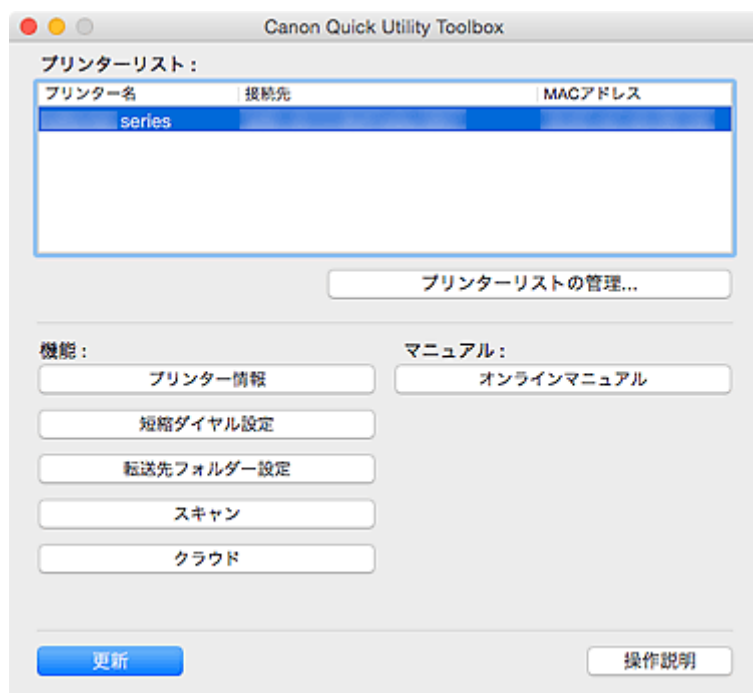 Canon Quick Utility Toolbox
プリンターリスト：
プリンター名 接続先 MACアドレス
series
プリンターリストの管理...
機能： マニュアル：
プリンター情報 オンラインマニュアル
短縮ダイヤル設定
転送先フォルダー設定
スキャン
クラウド
更新 操作説明